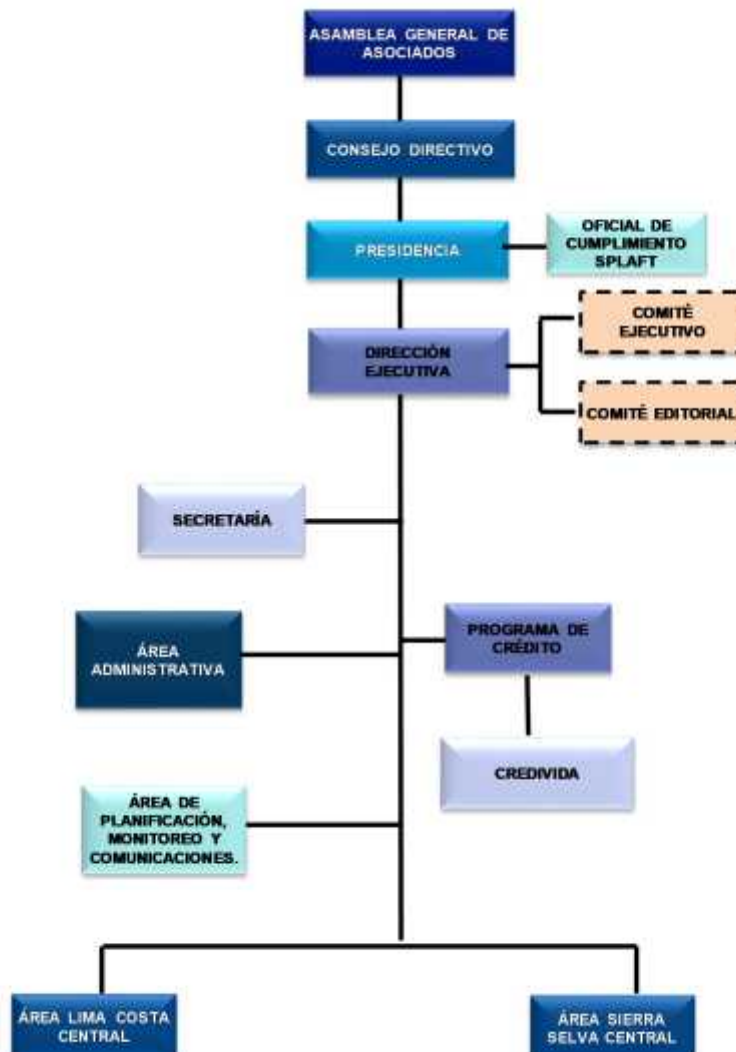 ASAMBLEA GENERAL DE
ASOCIADOS
CONSEJO DIRECTIVO
PRESIDENCIA
OFICIAL DE
CUMPLIMIENTO
SPLAFT
COMITÉ
EJECUTIVO
DIRECCIÓN
EJECUTIVA
COMITÉ EDITORIAL
SECRETARÍA
PROGRAMA DE
CRÉDITO
ÁREA
ADMINISTRATIVA
CREDIVIDA
ÁREA DE
PLANIFICACIÓN,
MONITOREO Y
COMUNICACIONES.
ÁREA LIMA COSTA
CENTRAL
ÁREA SIERRA
SELVA CENTRAL